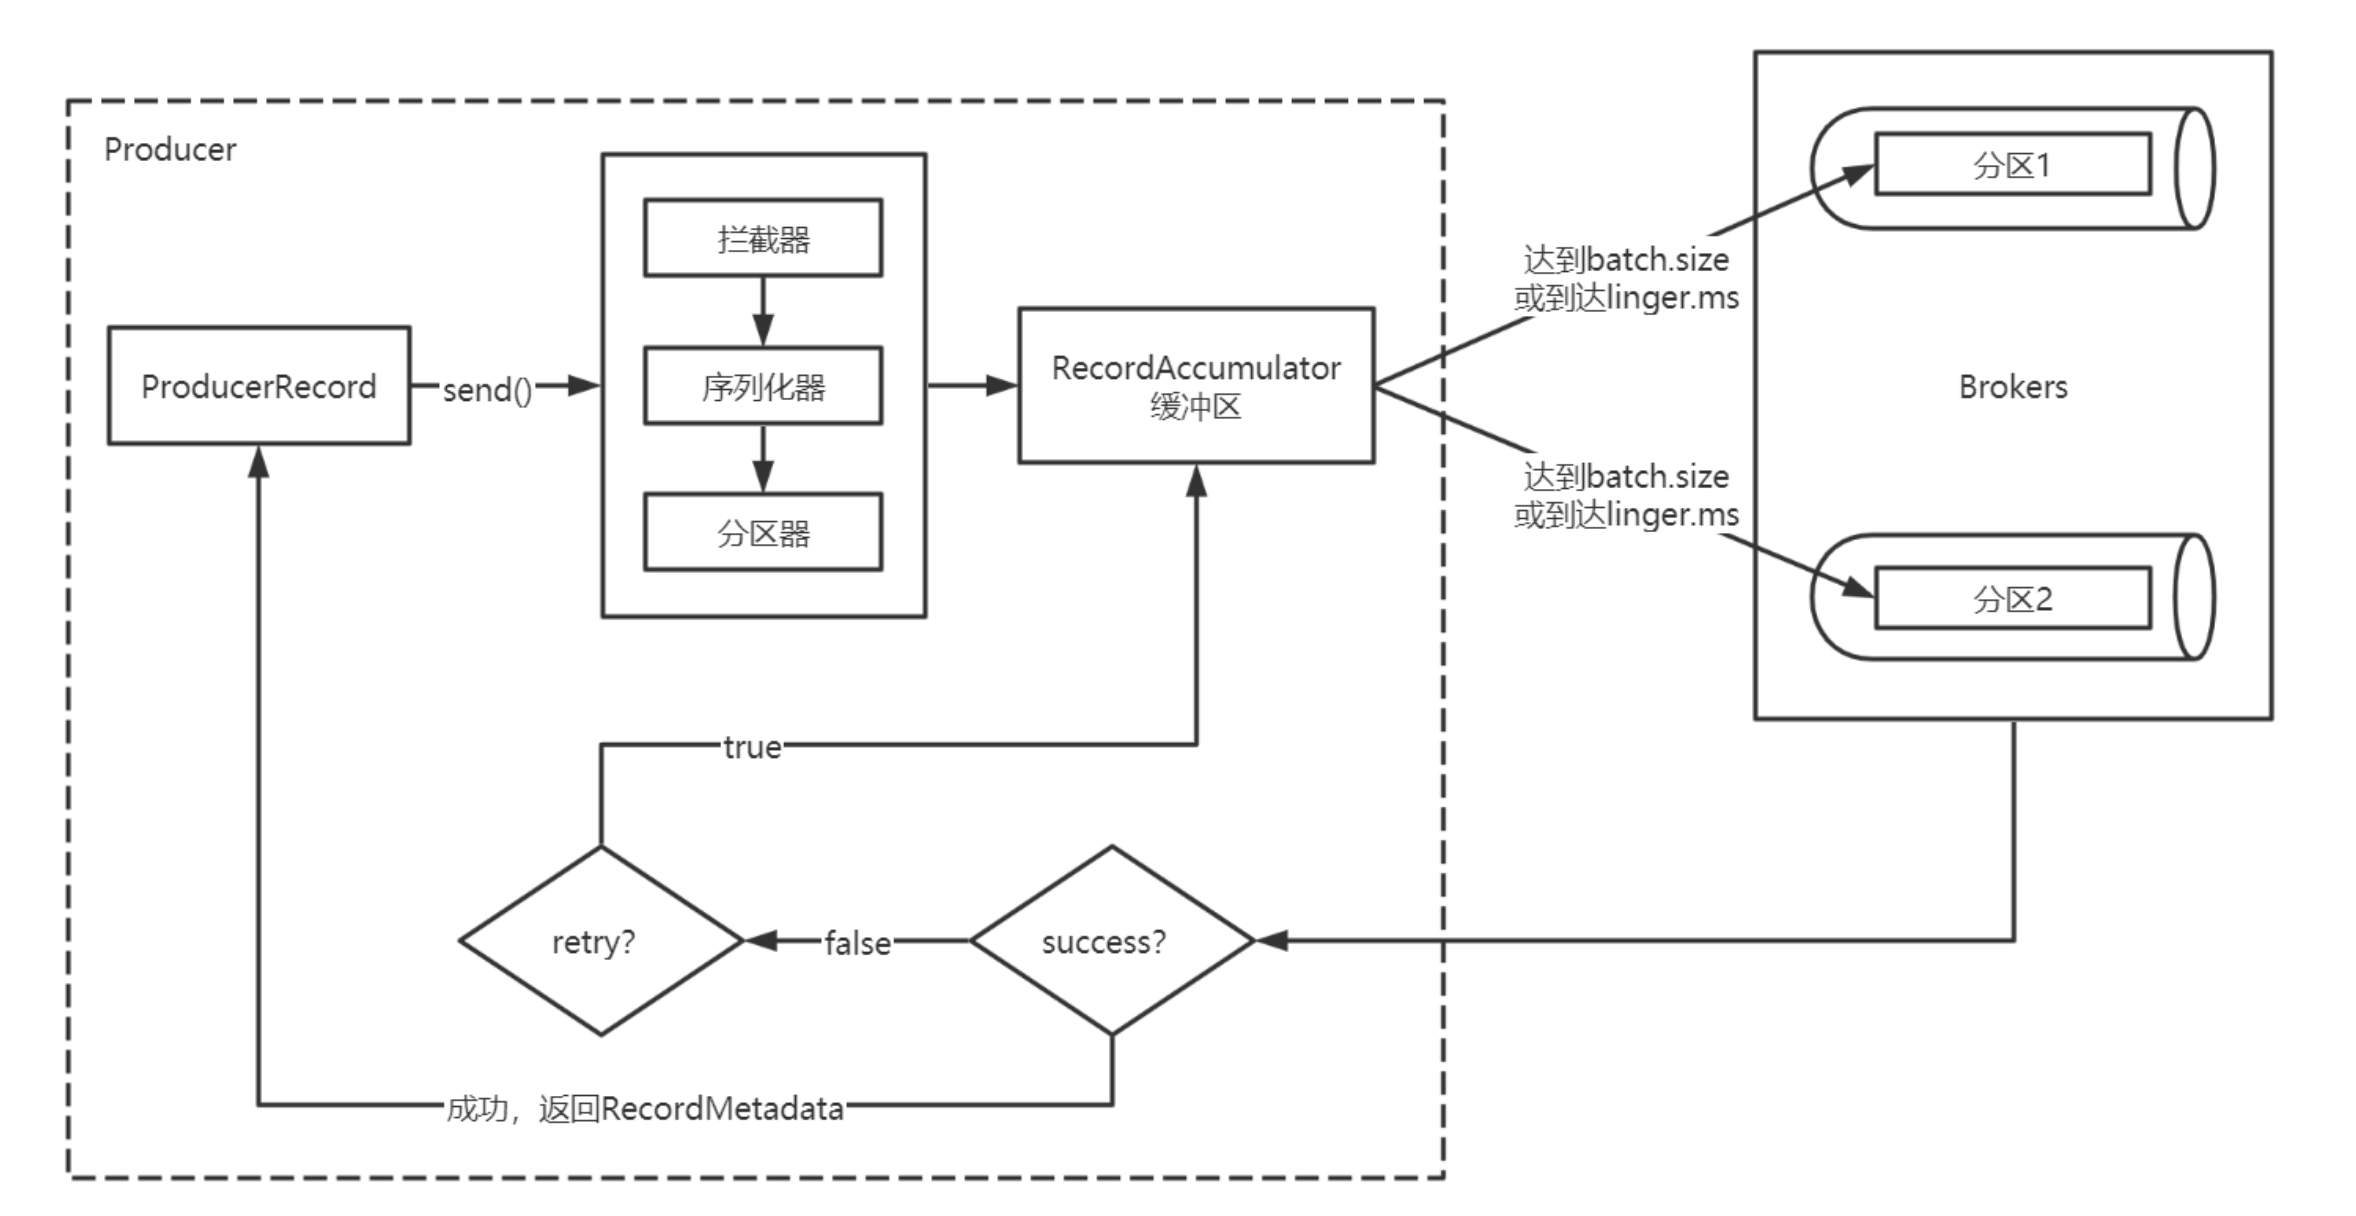 Producer
ProducerRecord
send()
拦截器
序列化器
分区器
RecordAccumulator
缓冲区
达到batch.size
或到达linger.ms
达到batch.size
或到达linger.ms
分区1
Brokers
分区2
true
retry?
false
success?
成功，返回RecordMetadata